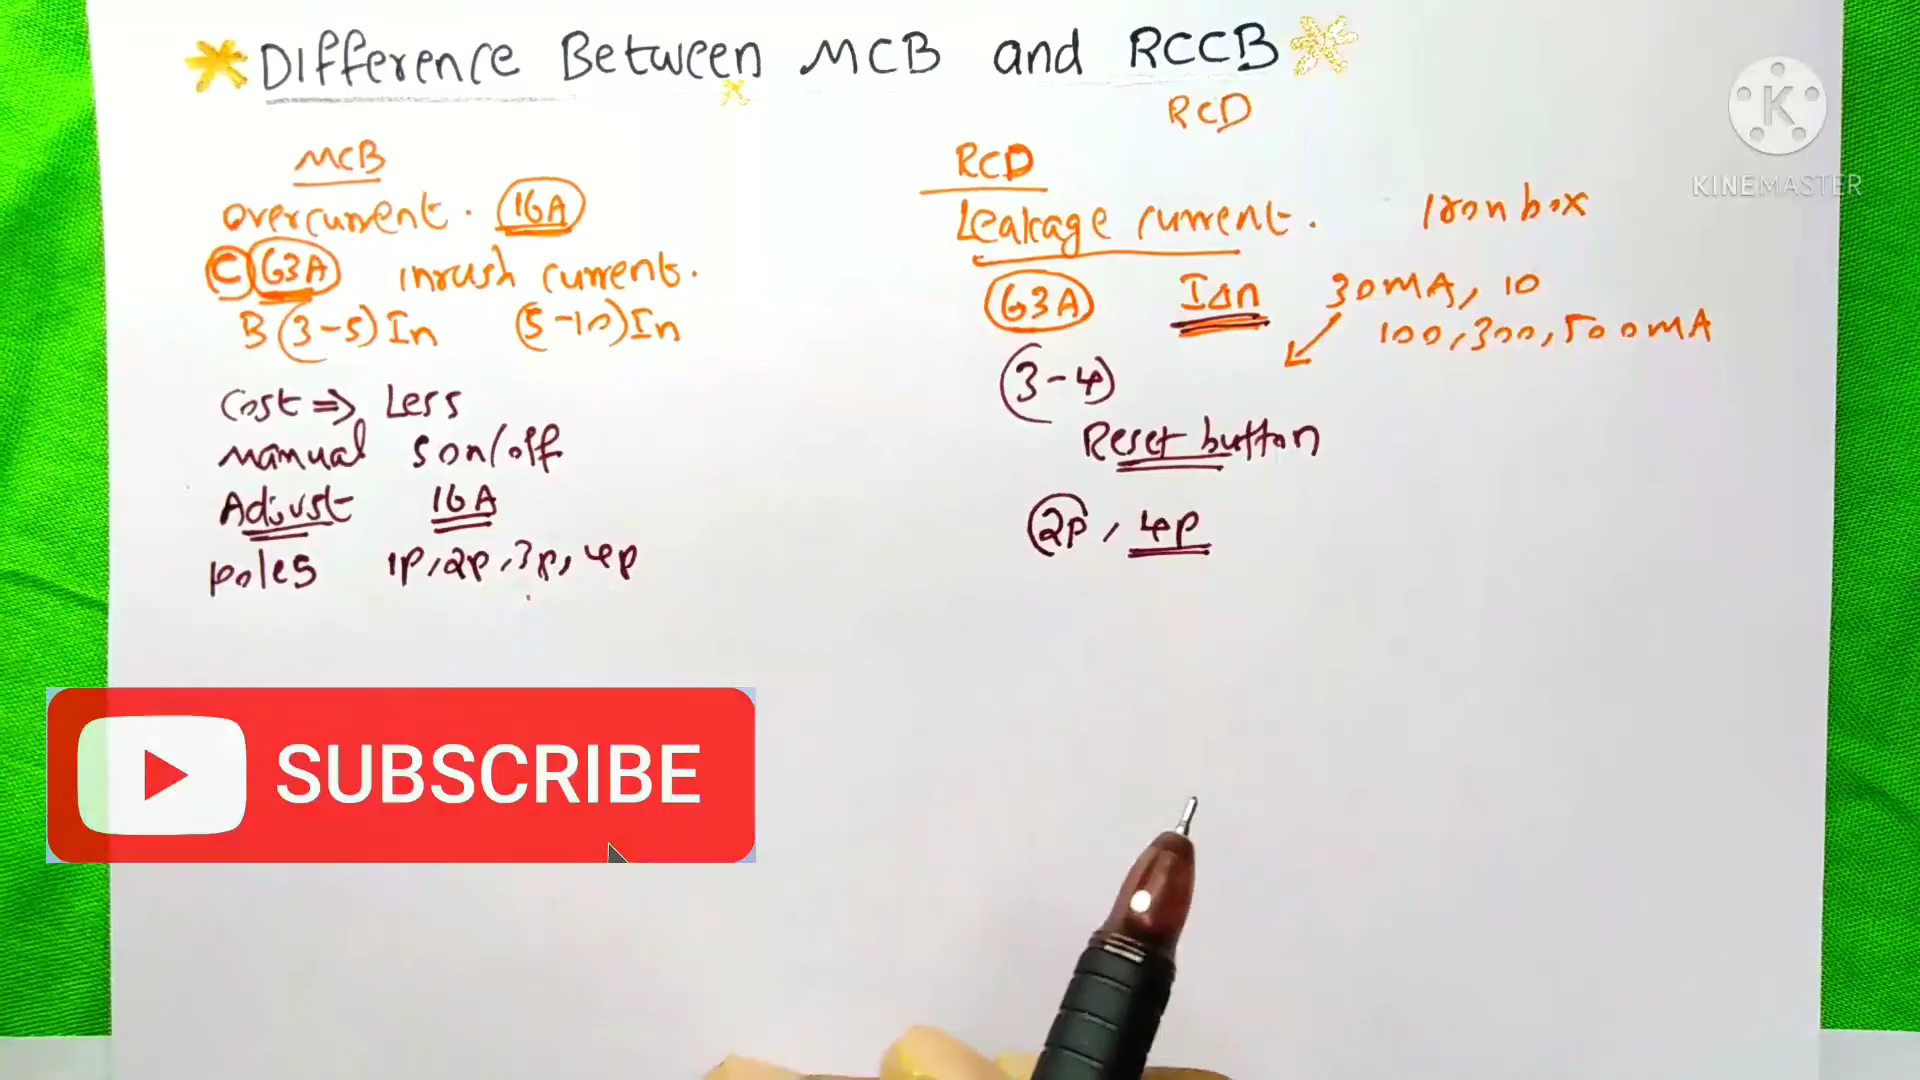 Difference Between MCB and RCCB
RCD
MCB
overcurrent. 16A
C 63A inrush current.
B (3-5) In (5-10) In
Cost => Less
manual s on/off
Adjust 16A
poles 1p, 2p, 3p, 4p
RCD
Leakage current. Iron box
63A IΔn 30mA, 10
100, 300, 500mA
(3-4)
Reset button
2p, 4p
K
KINEMASTER
SUBSCRIBE